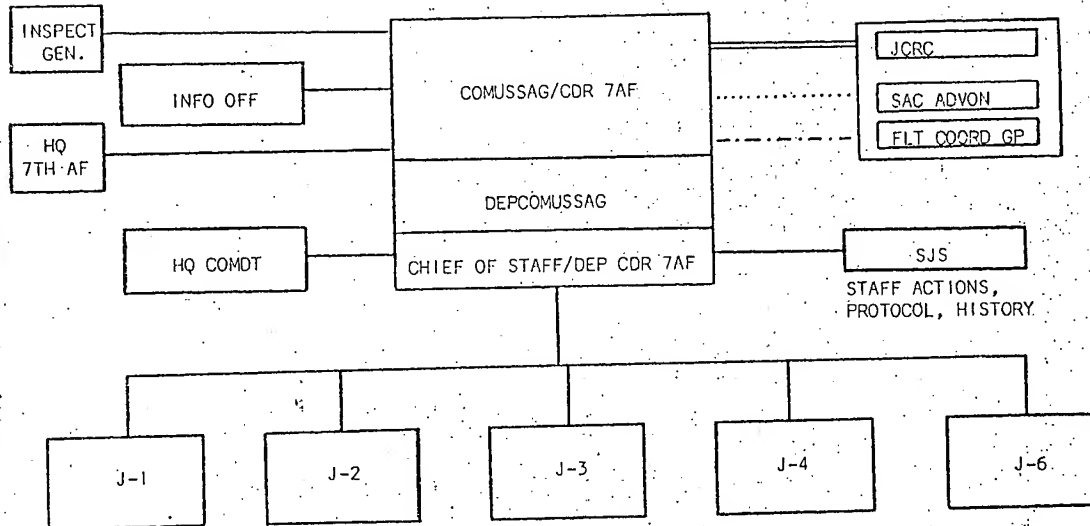 INSPECT
GEN.
INFO OFF
HQ
7TH AF
HQ COMDT
COMUSSAG/CDR 7AF
DEPCOMUSSAG
CHIEF OF STAFF/DEP CDR 7AF
JCRC
SAC ADVON
FLT COORD GP
SJS
STAFF ACTIONS,
PROTOCOL, HISTORY
J-1
J-2
J-3
J-4
J-6